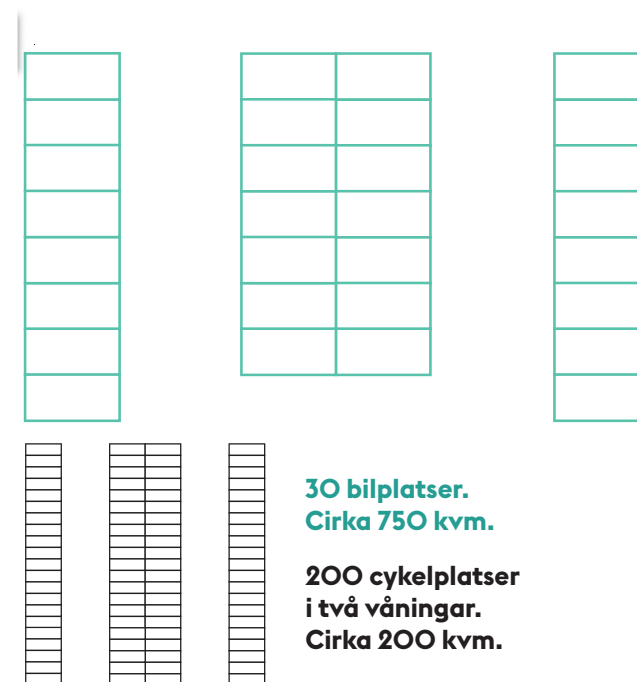 30 bilplatser.
Cirka 750 kvm.
200 cykelplatser
i två våningar.
Cirka 200 kvm.